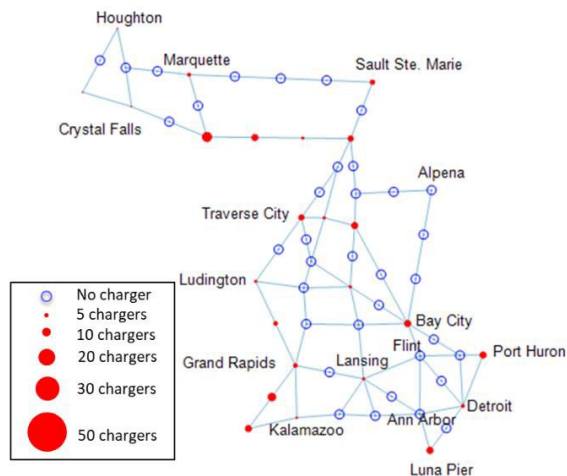 Houghton
Marquette
Sault Ste. Marie
Crystal Falls
Alpena
Traverse City
Ludington
No charger
5 chargers
10 chargers
20 chargers
30 chargers
50 chargers
Bay City
Flint
Port Huron
Grand Rapids
Lansing
Ann Arbor
Detroit
Kalamazoo
Luna Pier